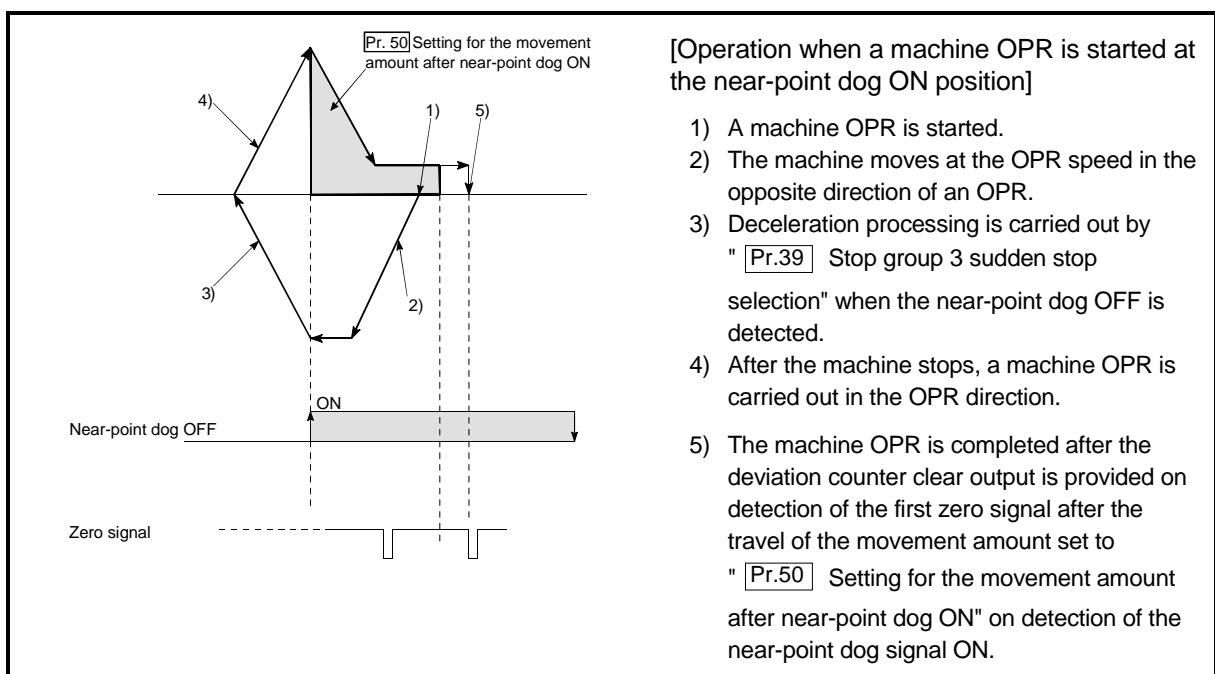 Pr. 50 Setting for the movement
amount after near-point dog ON
4)
1)
5)
3)
2)
ON
Near-point dog OFF
Zero signal
[Operation when a machine OPR is started at
the near-point dog ON position]
1) A machine OPR is started.
2) The machine moves at the OPR speed in the
opposite direction of an OPR.
3) Deceleration processing is carried out by
" Pr.39 Stop group 3 sudden stop
selection" when the near-point dog OFF is
detected.
4) After the machine stops, a machine OPR is
carried out in the OPR direction.
5) The machine OPR is completed after the
deviation counter clear output is provided on
detection of the first zero signal after the
travel of the movement amount set to
" Pr.50 Setting for the movement amount
after near-point dog ON" on detection of the
near-point dog signal ON.